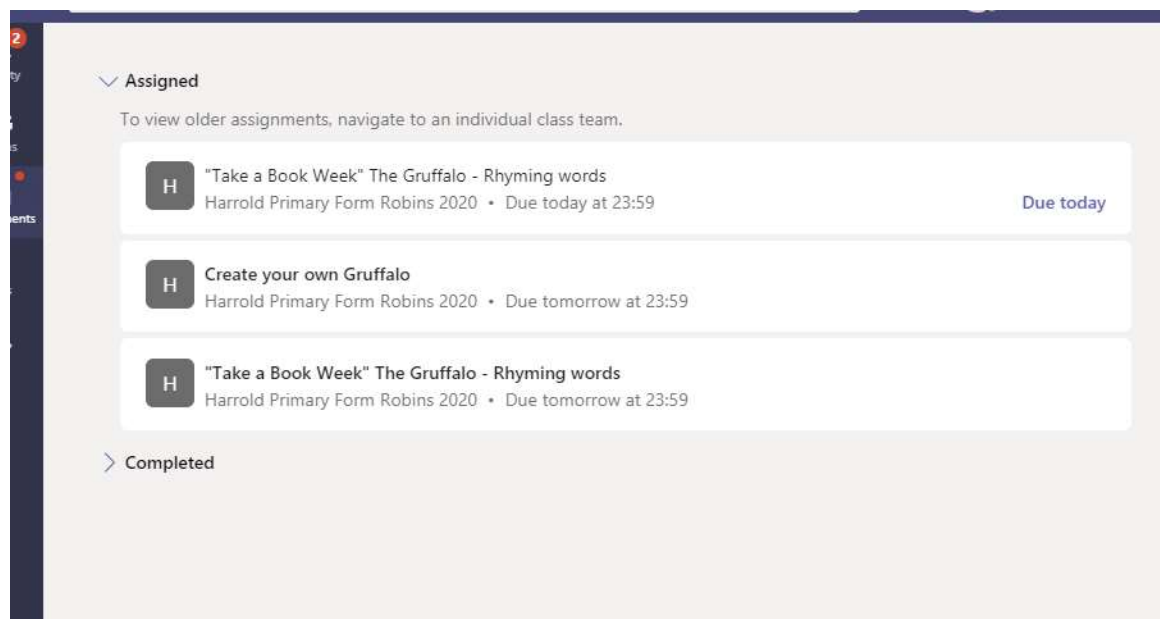 2
ty
Assigned
To view older assignments, navigate to an individual class team.
H
"Take a Book Week" The Gruffalo - Rhyming words
Harrold Primary Form Robins 2020 • Due today at 23:59
Due today
ents
H
Create your own Gruffalo
Harrold Primary Form Robins 2020 • Due tomorrow at 23:59
H
"Take a Book Week" The Gruffalo - Rhyming words
Harrold Primary Form Robins 2020 • Due tomorrow at 23:59
Completed